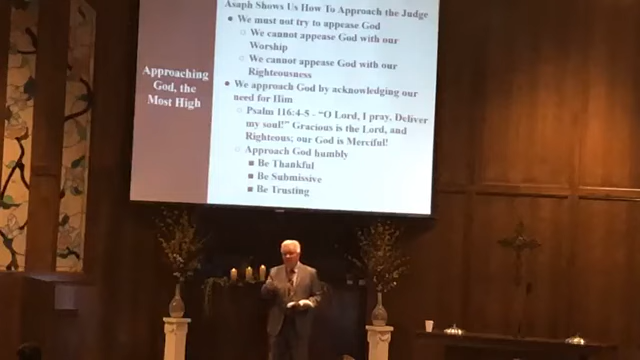 Approaching
God, the
Most High
Asaph Shows Us How To Approach the Judge
We must not try to appease God
We cannot appease God with our
Worship
We cannot appease God with our
Righteousness
We approach God by acknowledging our
need for Him
Psalm 116:4-5 - “O Lord, I pray, Deliver
my soul!” Gracious is the Lord, and
Righteous; our God is Merciful!
Approach God humbly
Be Thankful
Be Submissive
Be Trusting